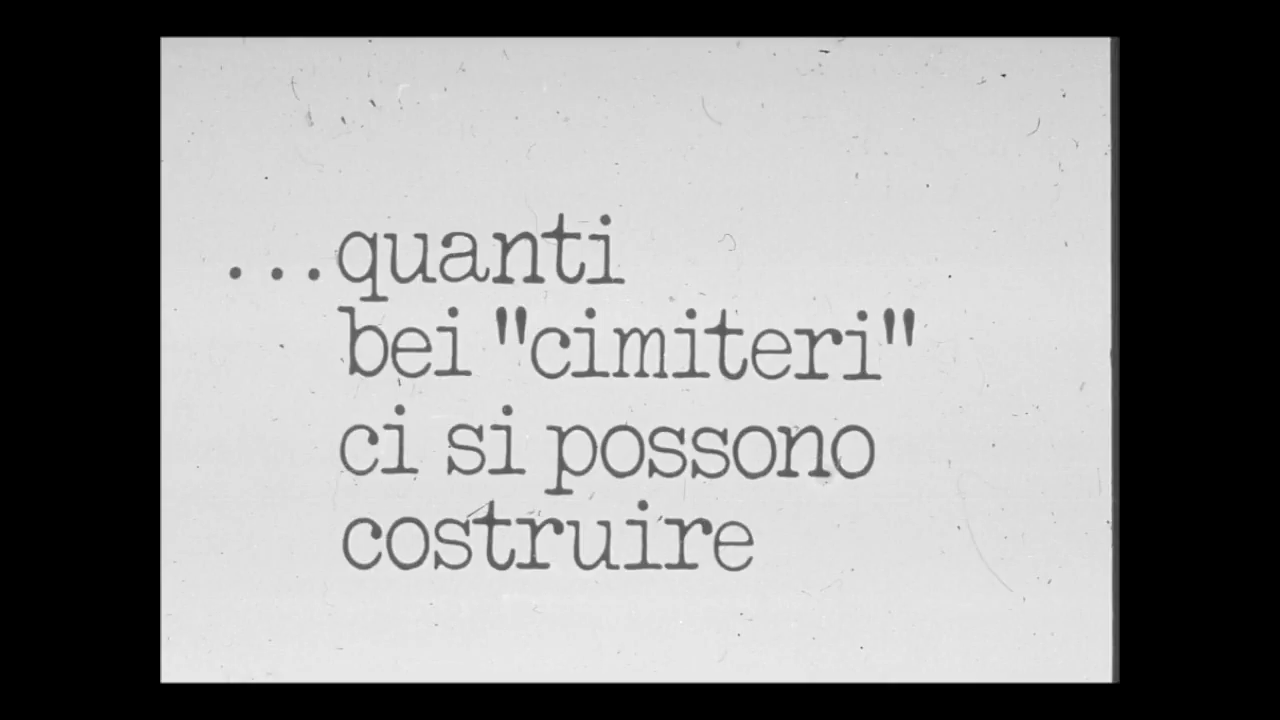 ...quanti
bei "cimiteri"
ci si possono
costruire